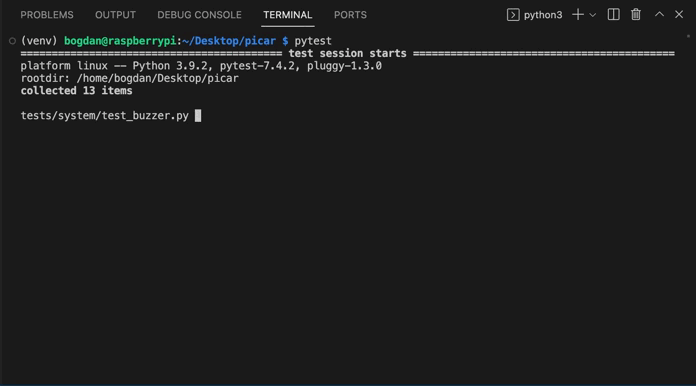 PROBLEMS OUTPUT DEBUG CONSOLE TERMINAL PORTS python3
(venv) bogdan@raspberrypi:~/Desktop/picar $ pytest
========================================== test session starts ==========================================
platform linux -- Python 3.9.2, pytest-7.4.2, pluggy-1.3.0
rootdir: /home/bogdan/Desktop/picar
collected 13 items
tests/system/test_buzzer.py